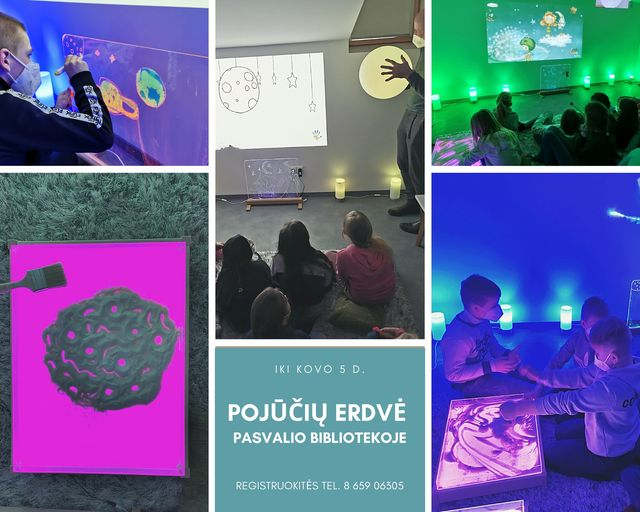 IKI KOVO 5 D.
POJŪČIŲ ERDVĖ
PASVALIO BIBLIOTEKOJE
REGISTRUOKITĖS TEL. 8 659 06305